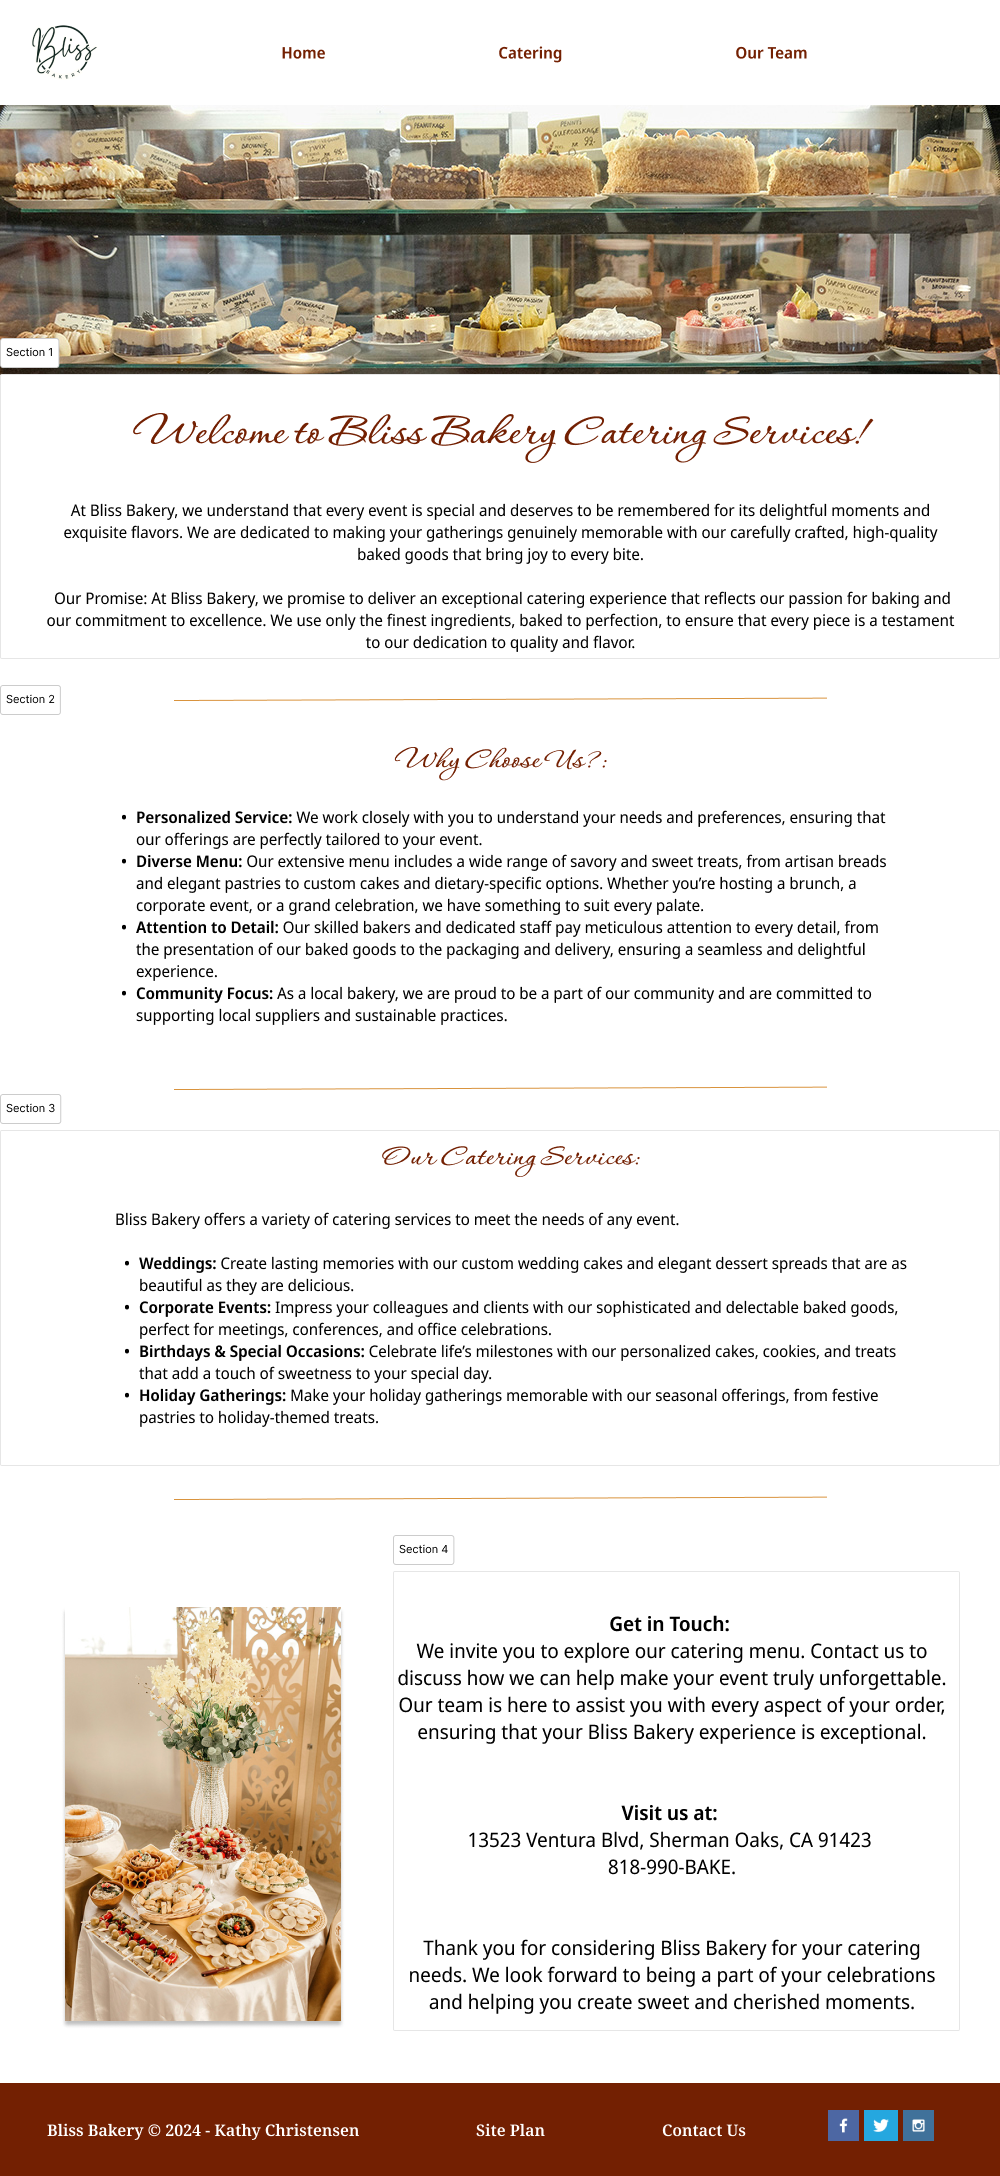 Bliss
BAKERY
Home
Catering
Our Team
BROWNIE
TWIX
PEANUTKAGE
PENNTS
GULERODSKAGE
MANGO PASSION
RABARBERDRØM
Section 1
Welcome to Bliss Bakery Catering Services!
At Bliss Bakery, we understand that every event is special and deserves to be remembered for its delightful moments and
exquisite flavors. We are dedicated to making your gatherings genuinely memorable with our carefully crafted, high-quality
baked goods that bring joy to every bite.
Our Promise: At Bliss Bakery, we promise to deliver an exceptional catering experience that reflects our passion for baking and
our commitment to excellence. We use only the finest ingredients, baked to perfection, to ensure that every piece is a testament
to our dedication to quality and flavor.
Section 2
Why Choose Us?:
• Personalized Service: We work closely with you to understand your needs and preferences, ensuring that
our offerings are perfectly tailored to your event.
• Diverse Menu: Our extensive menu includes a wide range of savory and sweet treats, from artisan breads
and elegant pastries to custom cakes and dietary-specific options. Whether you're hosting a brunch, a
corporate event, or a grand celebration, we have something to suit every palate.
• Attention to Detail: Our skilled bakers and dedicated staff pay meticulous attention to every detail, from
the presentation of our baked goods to the packaging and delivery, ensuring a seamless and delightful
experience.
• Community Focus: As a local bakery, we are proud to be a part of our community and are committed to
supporting local suppliers and sustainable practices.
Section 3
Our Catering Services:
Bliss Bakery offers a variety of catering services to meet the needs of any event.
• Weddings: Create lasting memories with our custom wedding cakes and elegant dessert spreads that are as
beautiful as they are delicious.
• Corporate Events: Impress your colleagues and clients with our sophisticated and delectable baked goods,
perfect for meetings, conferences, and office celebrations.
• Birthdays & Special Occasions: Celebrate life's milestones with our personalized cakes, cookies, and treats
that add a touch of sweetness to your special day.
• Holiday Gatherings: Make your holiday gatherings memorable with our seasonal offerings, from festive
pastries to holiday-themed treats.
Section 4
Get in Touch:
We invite you to explore our catering menu. Contact us to
discuss how we can help make your event truly unforgettable.
Our team is here to assist you with every aspect of your order,
ensuring that your Bliss Bakery experience is exceptional.
Visit us at:
13523 Ventura Blvd, Sherman Oaks, CA 91423
818-990-BAKE.
Thank you for considering Bliss Bakery for your catering
needs. We look forward to being a part of your celebrations
and helping you create sweet and cherished moments.
Bliss Bakery © 2024 - Kathy Christensen
Site Plan
Contact Us